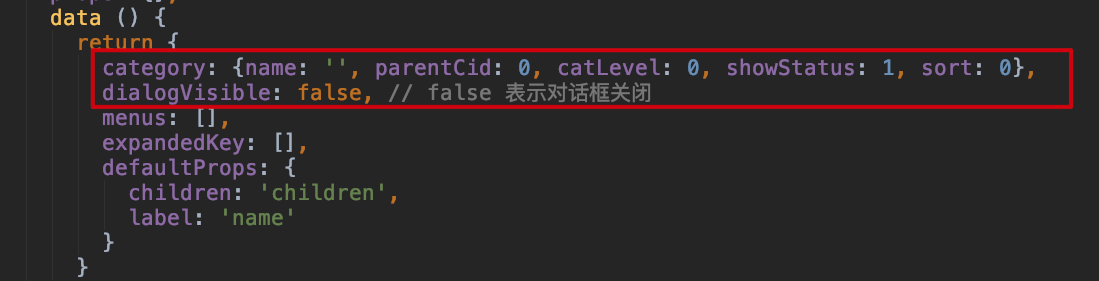 data () {
return {
category: {name: '', parentCid: 0, catLevel: 0, showStatus: 1, sort: 0},
dialogVisible: false, // false 表示对话框关闭
menus: [],
expandedKey: [],
defaultProps: {
children: 'children',
label: 'name'
}
}